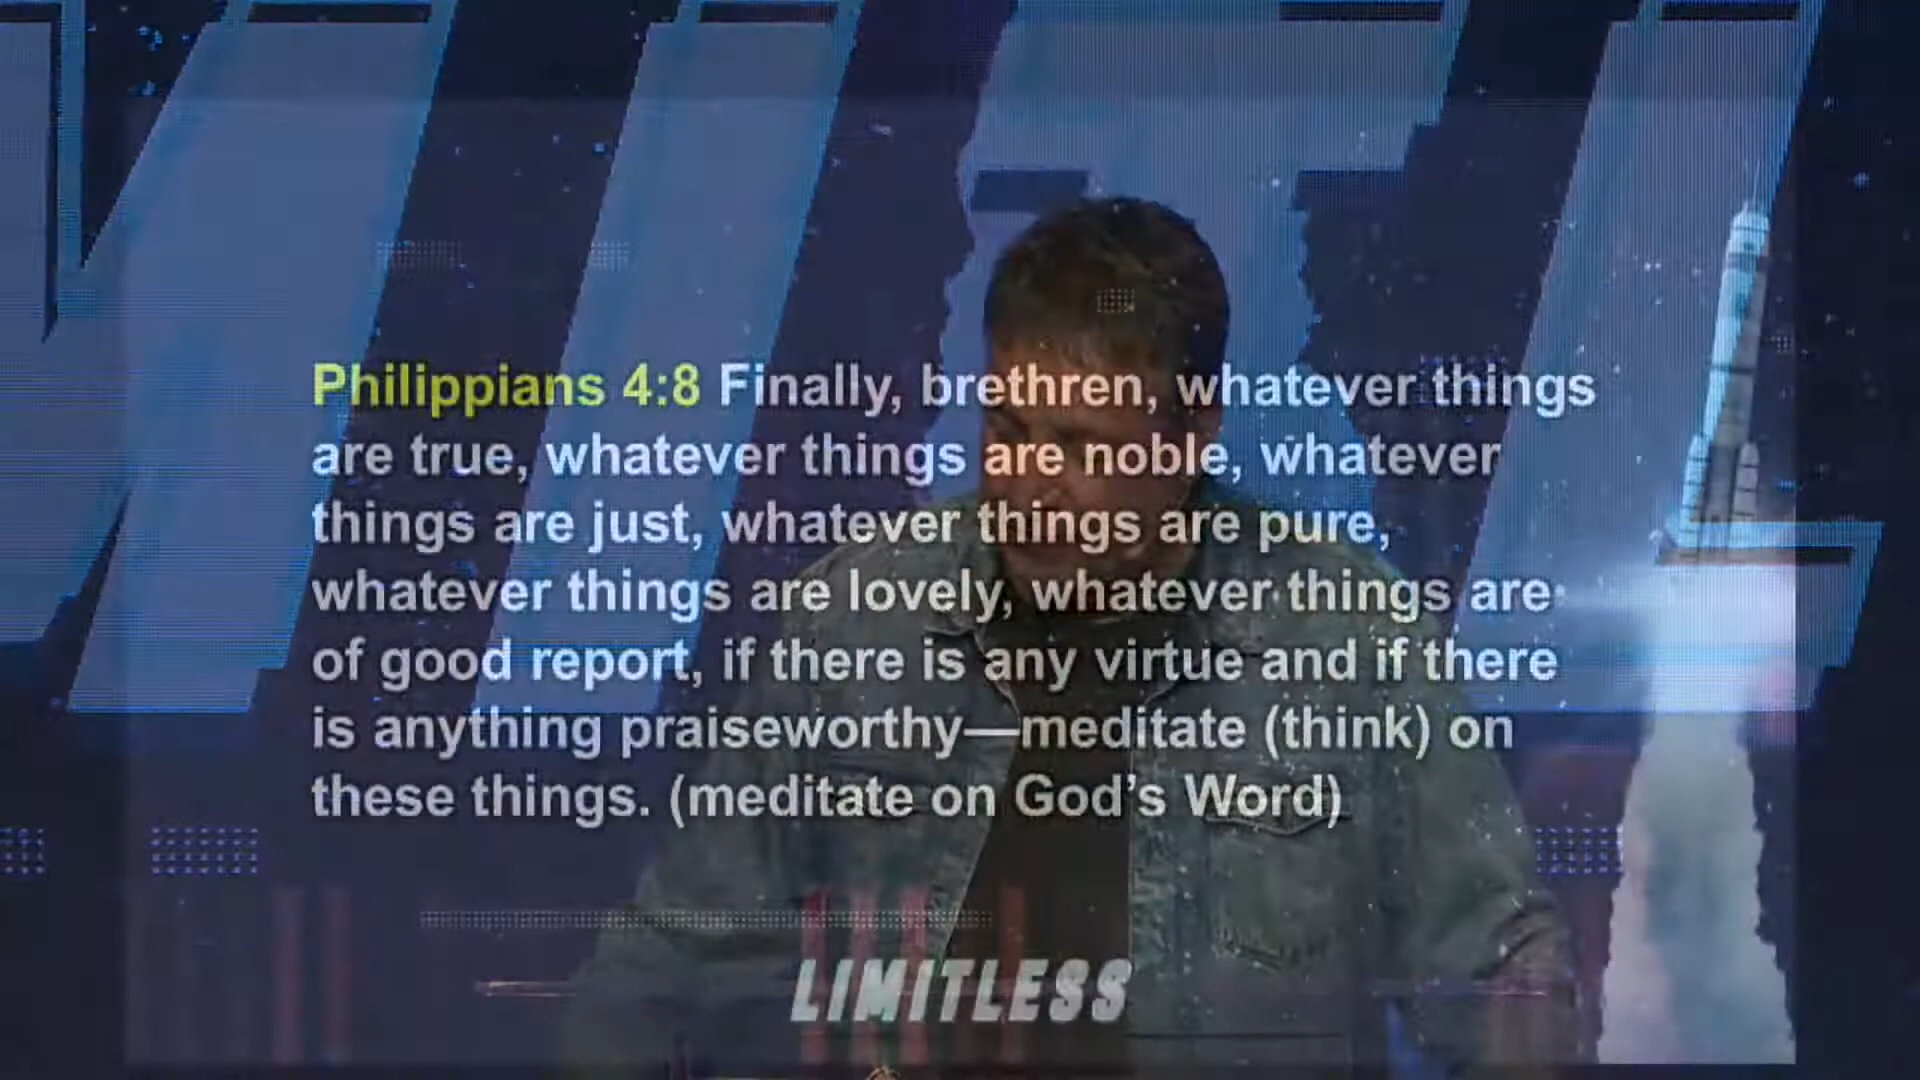 Philippians 4:8 Finally, brethren, whatever things
are true, whatever things are noble, whatever
things are just, whatever things are pure,
whatever things are lovely, whatever things are
of good report, if there is any virtue and if there
is anything praiseworthy—meditate (think) on
these things. (meditate on God’s Word)
LIMITLESS